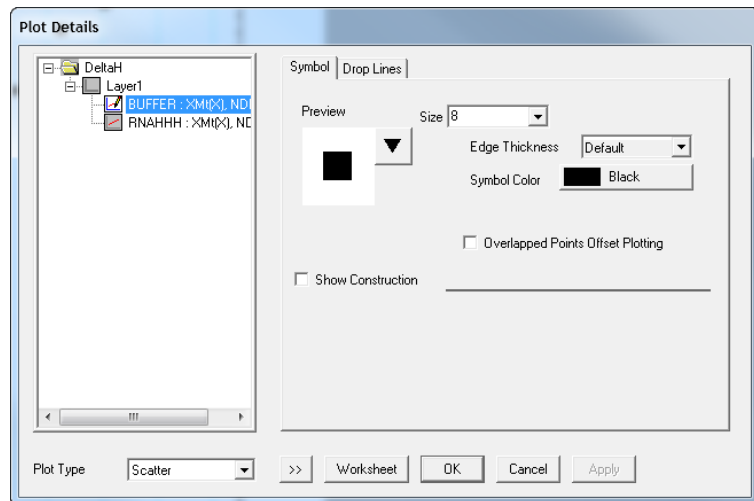 Plot Details
DeltaH
Layer1
BUFFER : XMt(X), ND
RNAHHH : XMt(X), ND
Symbol
Drop Lines
Preview
Size
8
Edge Thickness
Default
Symbol Color
Black
Overlapped Points Offset Plotting
Show Construction
Plot Type
Scatter
>>
Worksheet
OK
Cancel
Apply